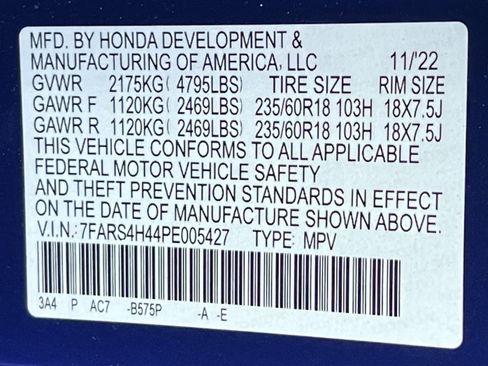 MFD. BY HONDA DEVELOPMENT &
MANUFACTURING OF AMERICA, LLC 11/'22
GVWR 2175KG( 4795LBS) TIRE SIZE RIM SIZE
GAWR F 1120KG( 2469LBS) 235/60R18 103H 18X7.5J
GAWR R 1120KG( 2469LBS) 235/60R18 103H 18X7.5J
THIS VEHICLE CONFORMS TO ALL APPLICABLE
FEDERAL MOTOR VEHICLE SAFETY
AND THEFT PREVENTION STANDARDS IN EFFECT
ON THE DATE OF MANUFACTURE SHOWN ABOVE.
V.I.N.:7FARS4H44PE005427 TYPE: MPV
3A4 P AC7 -B575P -A -E